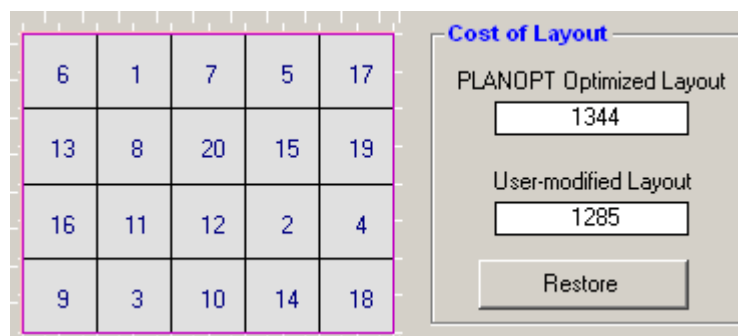 6 1 7 5 17
13 8 20 15 19
16 11 12 2 4
9 3 10 14 18
Cost of Layout
PLANOPT Optimized Layout
1344
User-modified Layout
1285
Restore